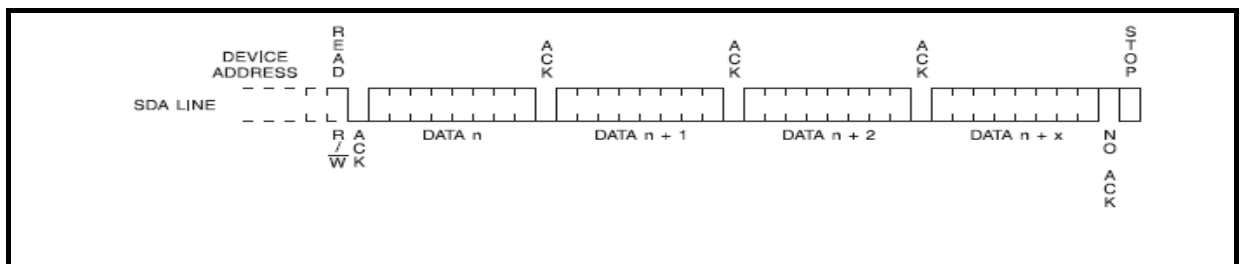 READ
ACK
ACK
ACK
STOP
DEVICE
ADDRESS
SDA LINE
R/W
ACK
DATA n
DATA n + 1
DATA n + 2
DATA n + x
NO ACK